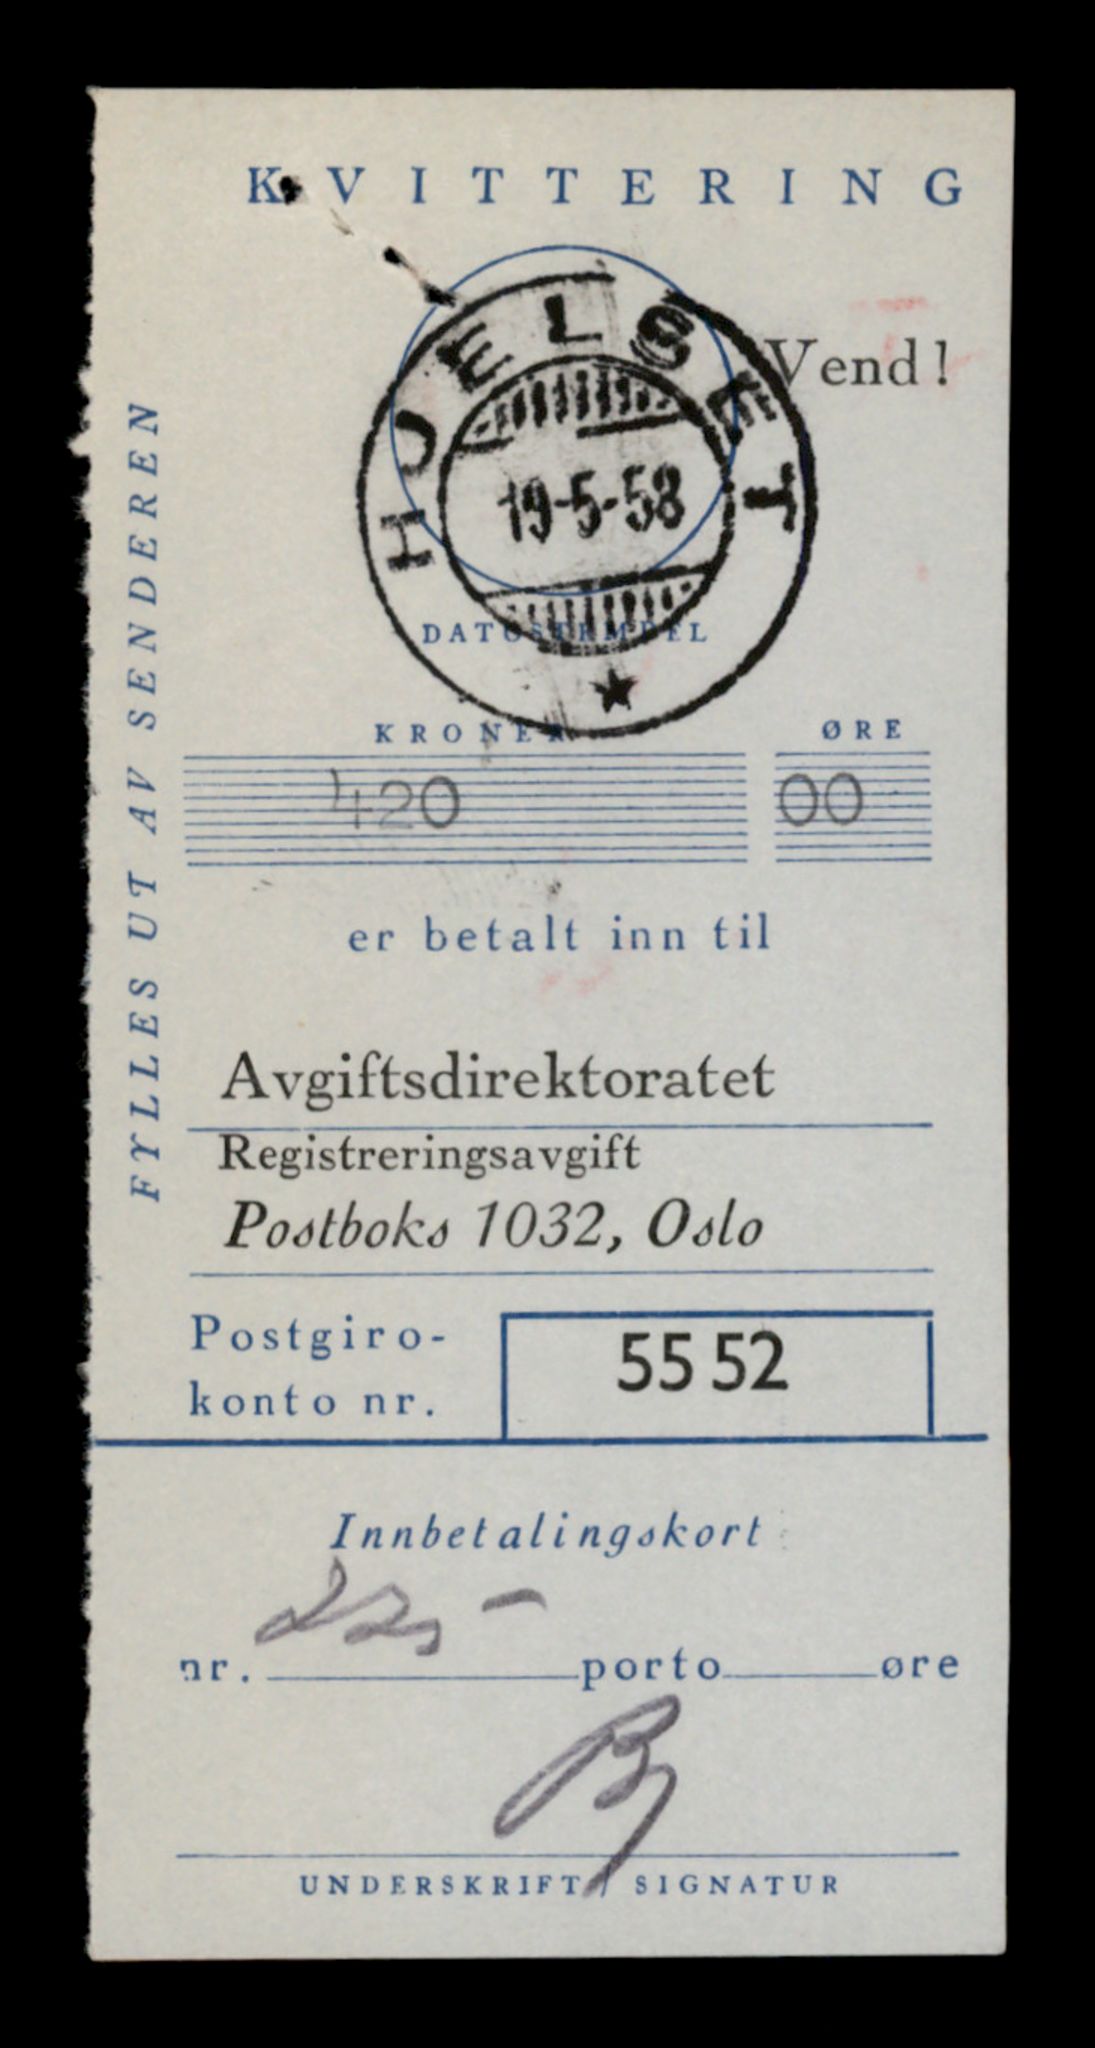 KVITTERING
Vend!
HJELSET
19-5-58
DATOSTEMPEL
KRONER ØRE
420 00
er betalt inn til
Avgiftsdirektoratet
Registreringsavgift
Postboks 1032, Oslo
Postgiro-
konto nr.
55 52
FYLLES UT AV SENDEREN
Innbetalingskort
nr. porto øre
UNDERSKRIFT / SIGNATUR